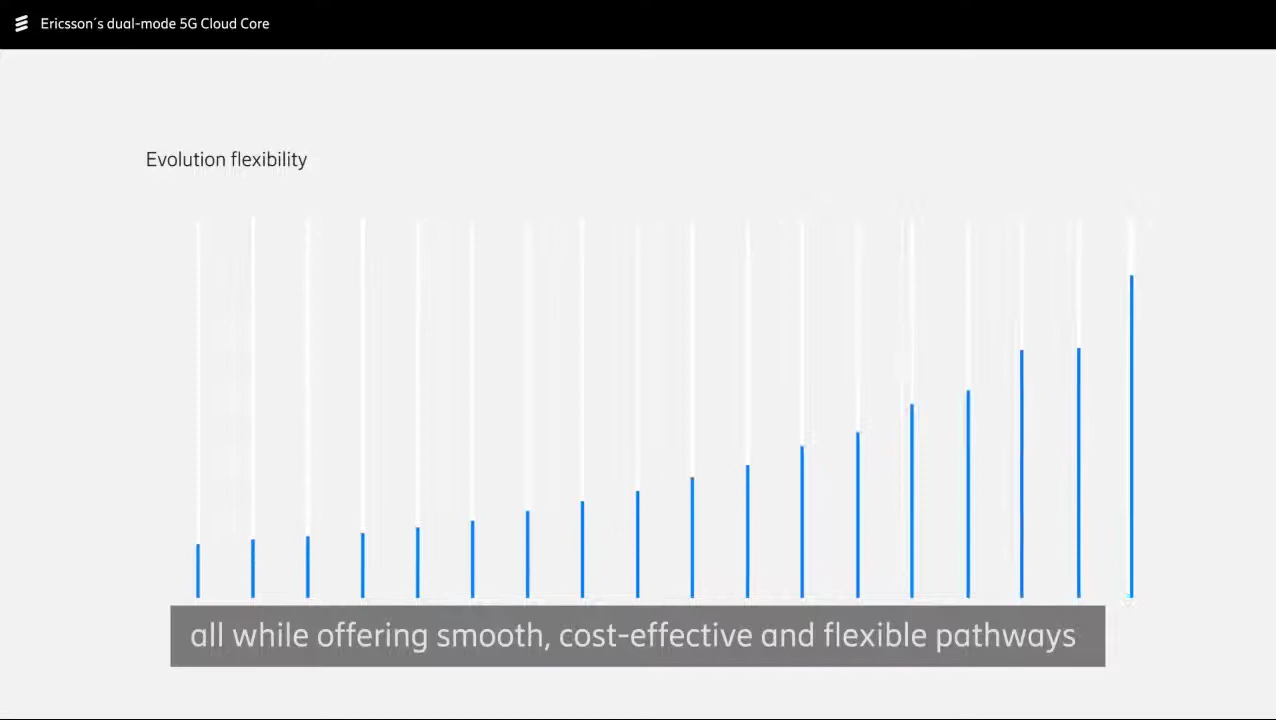 Ericsson´s dual-mode 5G Cloud Core
Evolution flexibility
all while offering smooth, cost-effective and flexible pathways